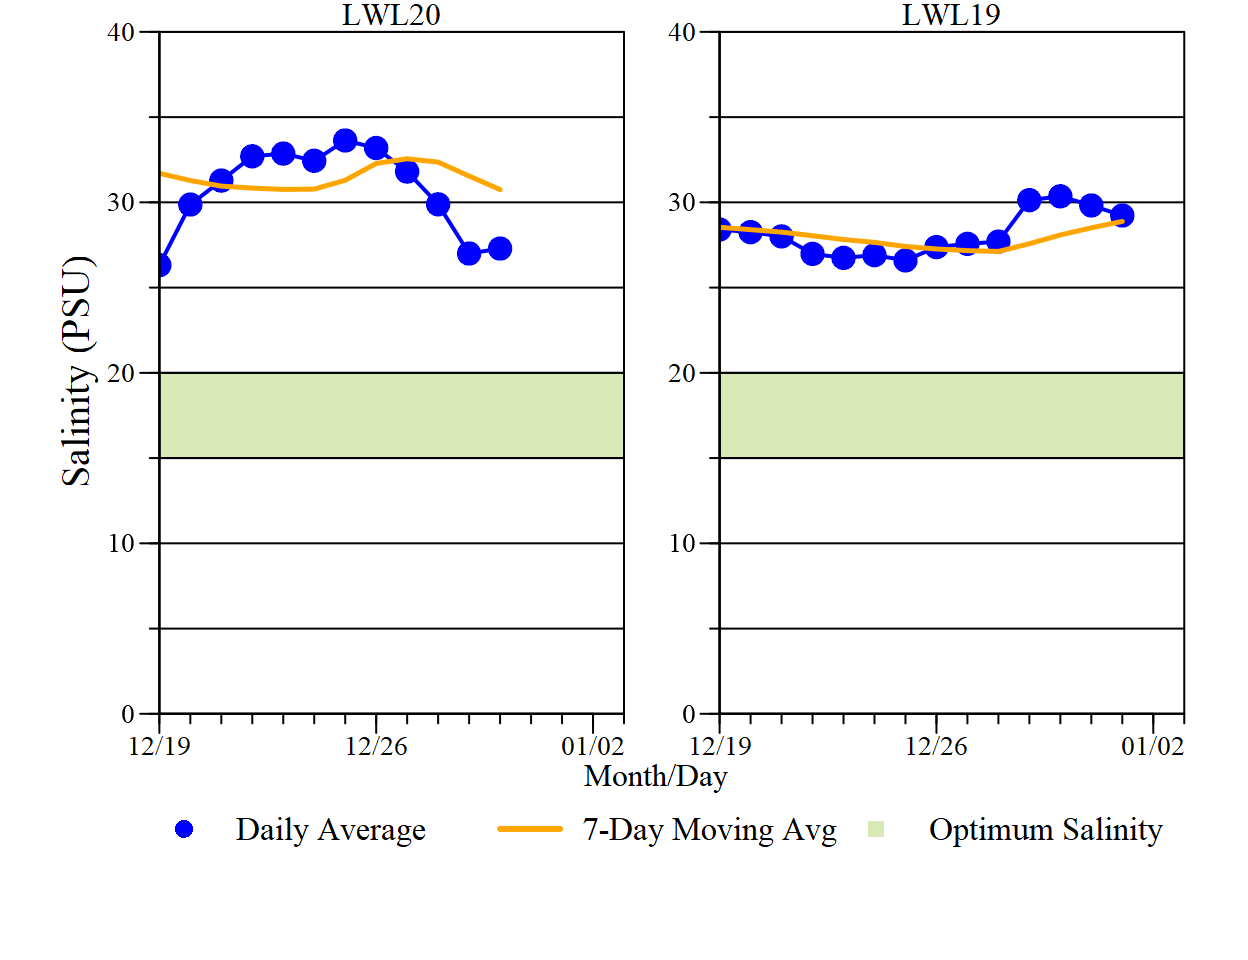 LWL20 LWL19
40 40
30 30
20 20
10 10
0 0
Salinity (PSU)
12/19 12/26 01/02 12/19 12/26 01/02
Month/Day
Daily Average 7-Day Moving Avg Optimum Salinity